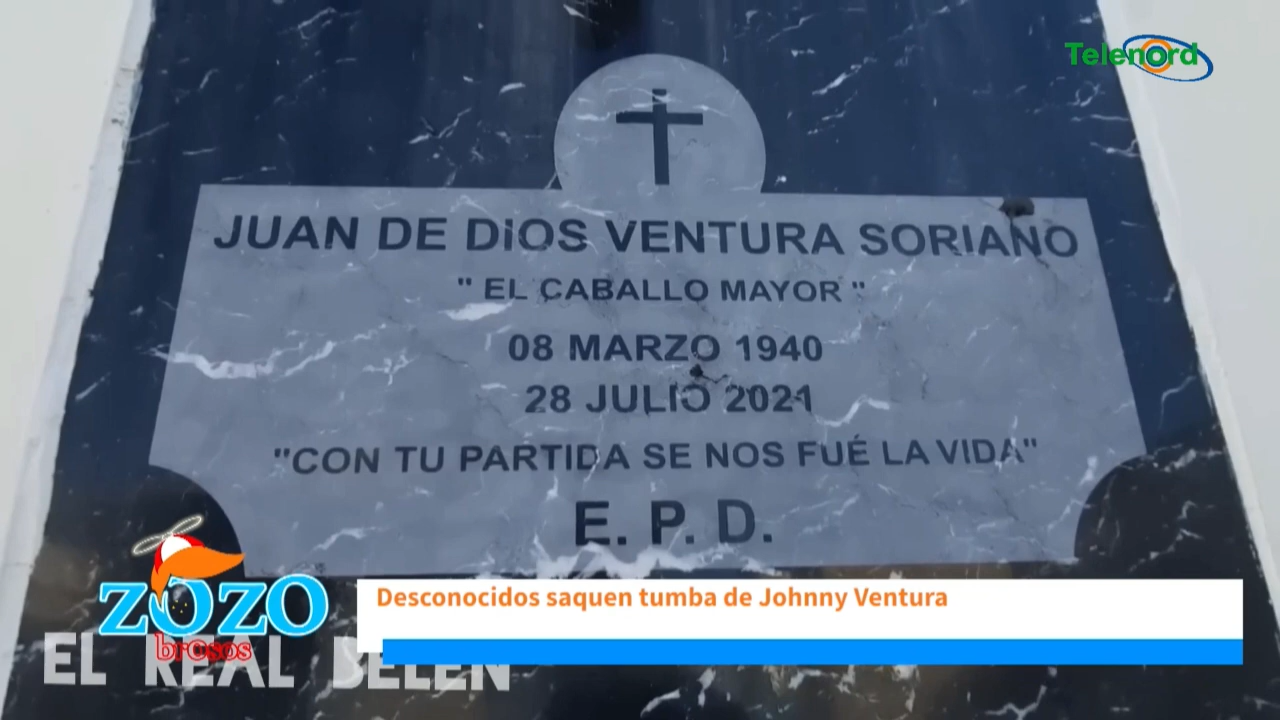 Telenord
JUAN DE DIOS VENTURA SORIANO
" EL CABALLO MAYOR "
08 MARZO 1940
28 JULIO 2021
"CON TU PARTIDA SE NOS FUÉ LA VIDA"
E. P. D.
ZOZO
brosos
Desconocidos saquen tumba de Johnny Ventura
EL REAL BELEN